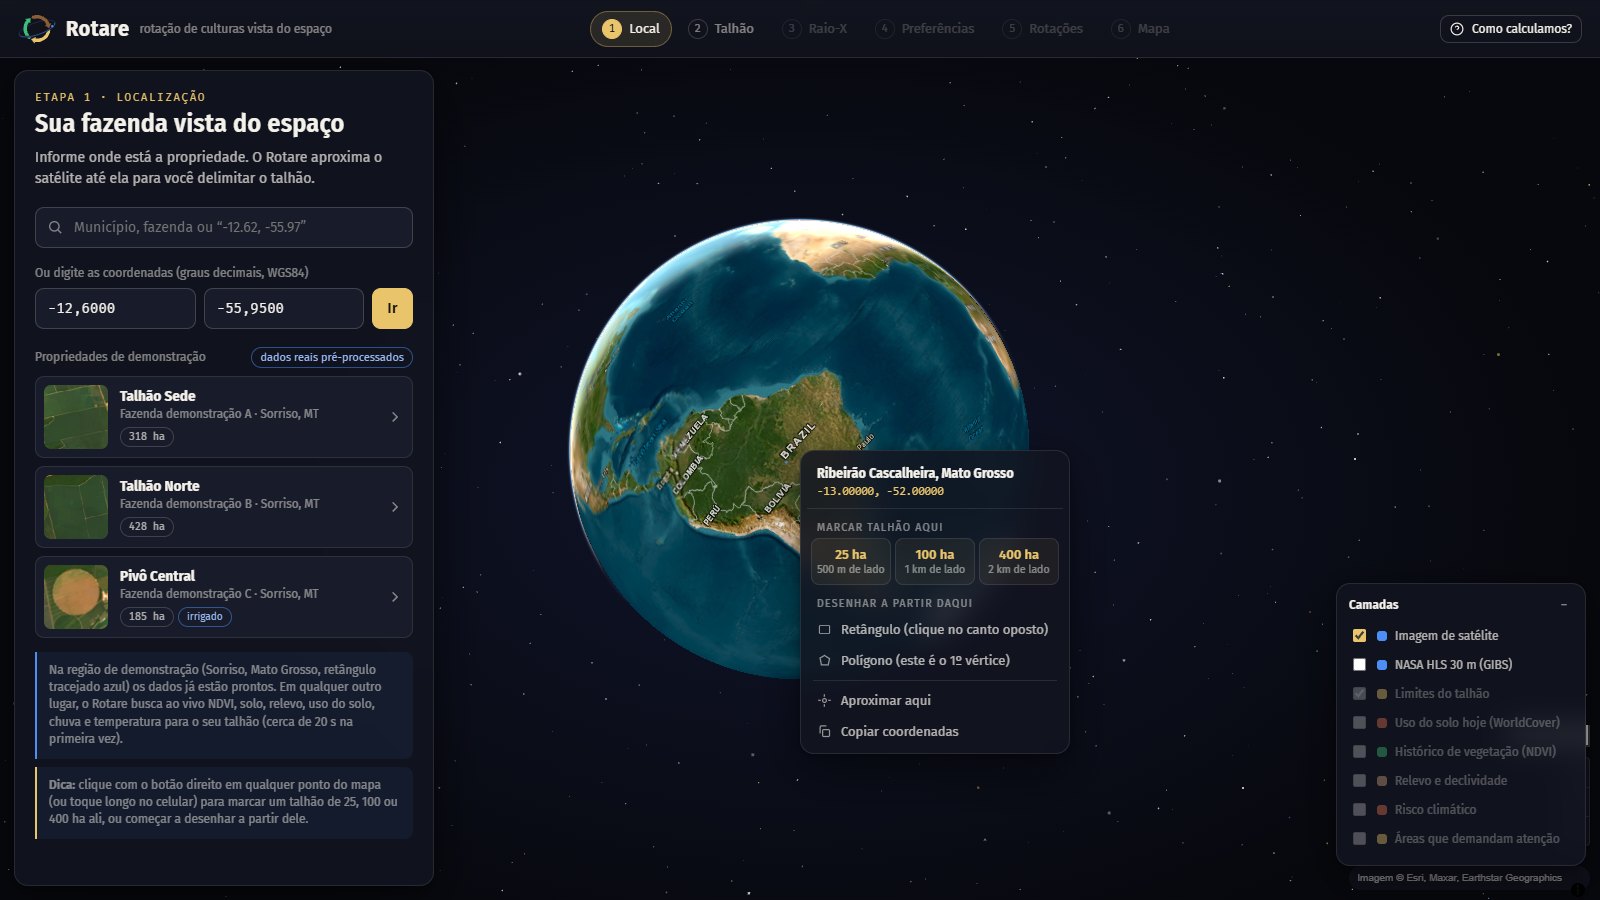 Rotare rotação de culturas vista do espaço
1 Local
2 Talhão
3 Raio-X
4 Preferências
5 Rotações
6 Mapa
Como calculamos?
ETAPA 1 · LOCALIZAÇÃO
Sua fazenda vista do espaço
Informe onde está a propriedade. O Rotare aproxima o
satélite até ela para você delimitar o talhão.
Município, fazenda ou “-12.62, -55.97”
Ou digite as coordenadas (graus decimais, WGS84)
-12,6000
-55,9500
Ir
Propriedades de demonstração
dados reais pré-processados
Talhão Sede
Fazenda demonstração A · Sorriso, MT
318 ha
Talhão Norte
Fazenda demonstração B · Sorriso, MT
428 ha
Pivô Central
Fazenda demonstração C · Sorriso, MT
185 ha
irrigado
Na região de demonstração (Sorriso, Mato Grosso, retângulo
tracejado azul) os dados já estão prontos. Em qualquer outro
lugar, o Rotare busca ao vivo NDVI, solo, relevo, uso do solo,
chuva e temperatura para o seu talhão (cerca de 20 s na
primeira vez).
Dica: clique com o botão direito em qualquer ponto do mapa
(ou toque longo no celular) para marcar um talhão de 25, 100 ou
400 ha ali, ou começar a desenhar a partir dele.
BRAZIL
COLOMBIA
PERU
BOLIVIA
Paulo
Ribeirão Cascalheira, Mato Grosso
-13.00000, -52.00000
MARCAR TALHÃO AQUI
25 ha
500 m de lado
100 ha
1 km de lado
400 ha
2 km de lado
DESENHAR A PARTIR DAQUI
Retângulo (clique no canto oposto)
Polígono (este é o 1º vértice)
Aproximar aqui
Copiar coordenadas
Camadas
Imagem de satélite
NASA HLS 30 m (GIBS)
Limites do talhão
Uso do solo hoje (WorldCover)
Histórico de vegetação (NDVI)
Relevo e declividade
Risco climático
Áreas que demandam atenção
Imagem © Esri, Maxar, Earthstar Geographics